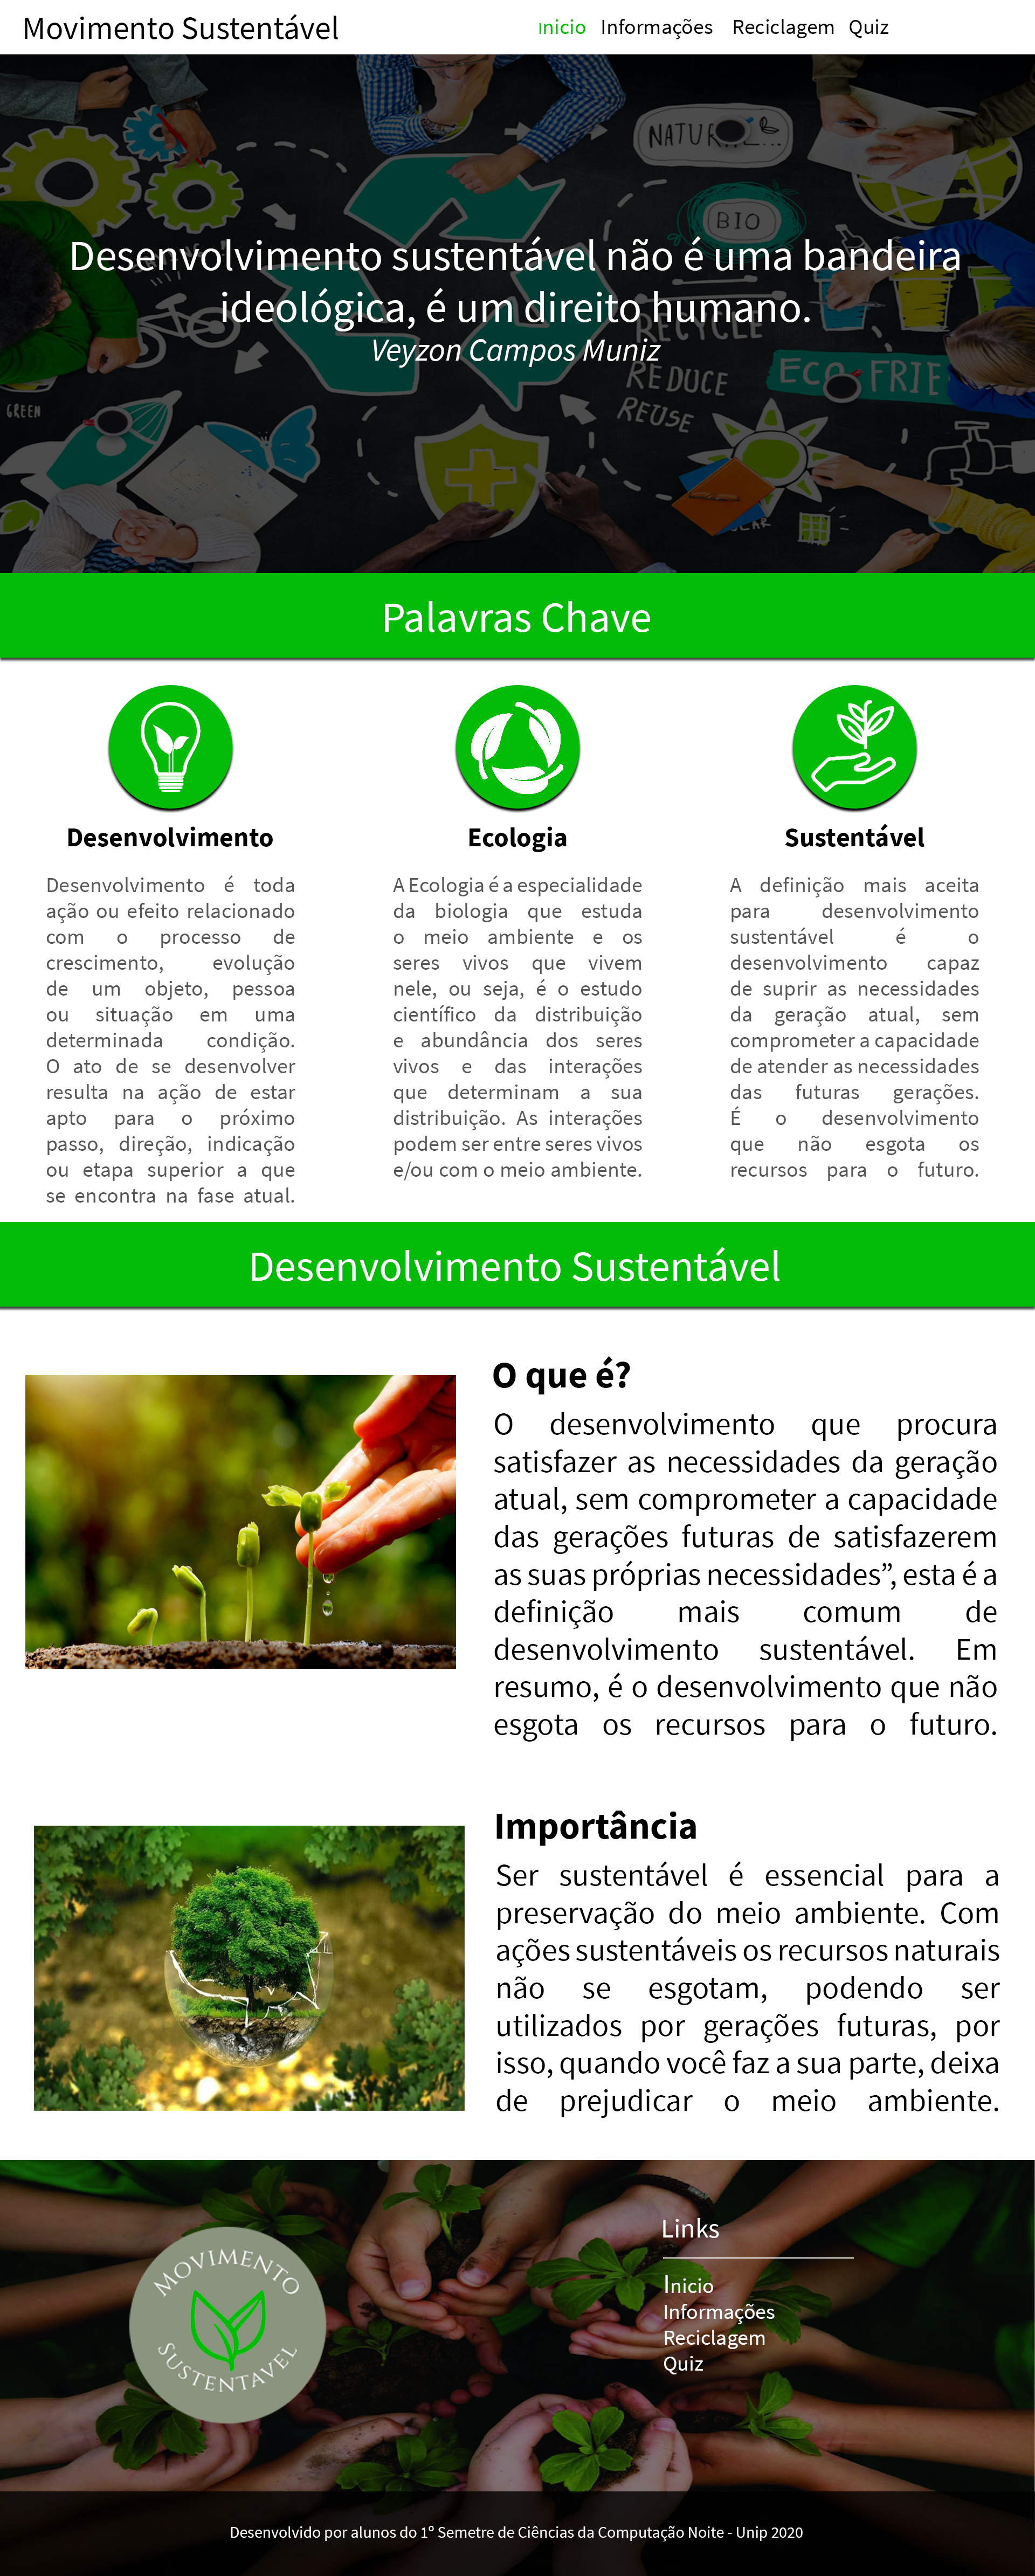 Movimento Sustentável
Inicio Informações Reciclagem Quiz
NATUR
BIO
Desenvolvimento sustentável não é uma bandeira
ideológica, é um direito humano.
Veyzon Campos Muniz
RECYCLE
REDUCE
REUSE
ECO FRIE
GREEN
Palavras Chave
Desenvolvimento
Desenvolvimento é toda
ação ou efeito relacionado
com o processo de
crescimento, evolução
de um objeto, pessoa
ou situação em uma
determinada condição.
O ato de se desenvolver
resulta na ação de estar
apto para o próximo
passo, direção, indicação
ou etapa superior a que
se encontra na fase atual.
Ecologia
A Ecologia é a especialidade
da biologia que estuda
o meio ambiente e os
seres vivos que vivem
nele, ou seja, é o estudo
científico da distribuição
e abundância dos seres
vivos e das interações
que determinam a sua
distribuição. As interações
podem ser entre seres vivos
e/ou com o meio ambiente.
Sustentável
A definição mais aceita
para desenvolvimento
sustentável é o
desenvolvimento capaz
de suprir as necessidades
da geração atual, sem
comprometer a capacidade
de atender as necessidades
das futuras gerações.
É o desenvolvimento
que não esgota os
recursos para o futuro.
Desenvolvimento Sustentável
O que é?
O desenvolvimento que procura
satisfazer as necessidades da geração
atual, sem comprometer a capacidade
das gerações futuras de satisfazerem
as suas próprias necessidades”, esta é a
definição mais comum de
desenvolvimento sustentável. Em
resumo, é o desenvolvimento que não
esgota os recursos para o futuro.
Importância
Ser sustentável é essencial para a
preservação do meio ambiente. Com
ações sustentáveis os recursos naturais
não se esgotam, podendo ser
utilizados por gerações futuras, por
isso, quando você faz a sua parte, deixa
de prejudicar o meio ambiente.
MOVIMENTO
SUSTENTAVEL
Links
Inicio
Informações
Reciclagem
Quiz
Desenvolvido por alunos do 1º Semetre de Ciências da Computação Noite - Unip 2020